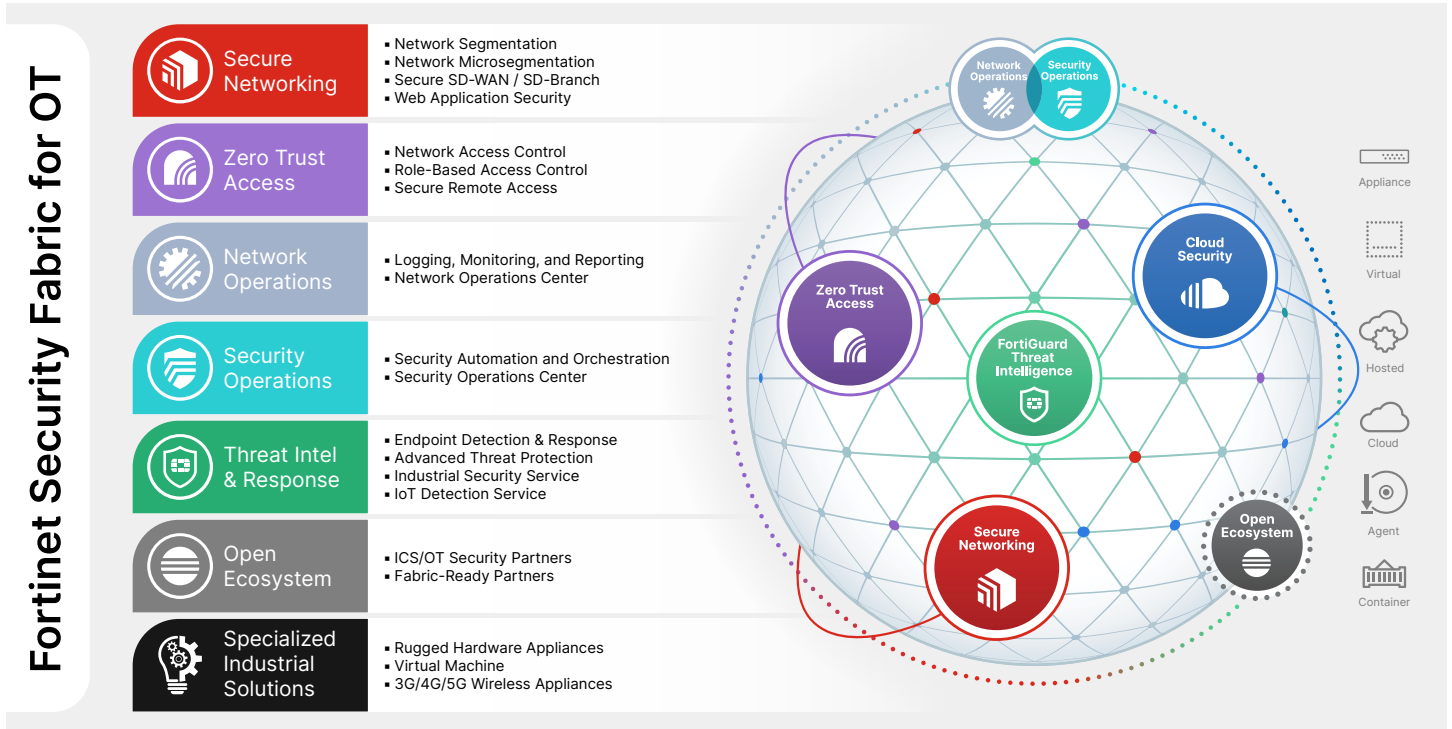 Fortinet Security Fabric for OT
Secure
Networking
▪ Network Segmentation
▪ Network Microsegmentation
▪ Secure SD-WAN / SD-Branch
▪ Web Application Security
Zero Trust
Access
▪ Network Access Control
▪ Role-Based Access Control
▪ Secure Remote Access
Network
Operations
▪ Logging, Monitoring, and Reporting
▪ Network Operations Center
Security
Operations
▪ Security Automation and Orchestration
▪ Security Operations Center
Threat Intel
& Response
▪ Endpoint Detection & Response
▪ Advanced Threat Protection
▪ Industrial Security Service
▪ IoT Detection Service
Open
Ecosystem
▪ ICS/OT Security Partners
▪ Fabric-Ready Partners
Specialized
Industrial
Solutions
▪ Rugged Hardware Appliances
▪ Virtual Machine
▪ 3G/4G/5G Wireless Appliances
Network
Operations
Security
Operations
Cloud
Security
Zero Trust
Access
FortiGuard
Threat
Intelligence
Secure
Networking
Open
Ecosystem
Appliance
Virtual
Hosted
Cloud
Agent
Container